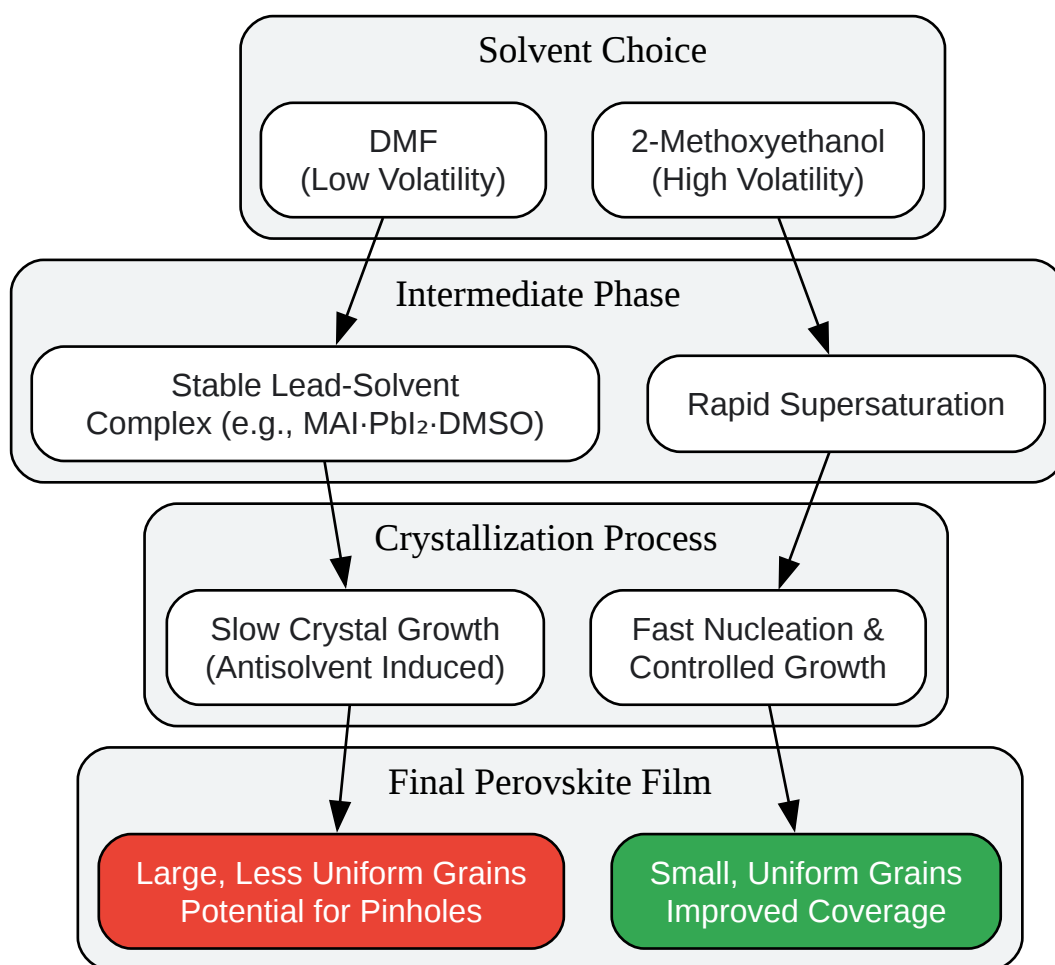 Solvent Choice
DMF
(Low Volatility)
2-Methoxyethanol
(High Volatility)
Intermediate Phase
Stable Lead-Solvent
Complex (e.g., MAI·PbI₂·DMSO)
Rapid Supersaturation
Crystallization Process
Slow Crystal Growth
(Antisolvent Induced)
Fast Nucleation &
Controlled Growth
Final Perovskite Film
Large, Less Uniform Grains
Potential for Pinholes
Small, Uniform Grains
Improved Coverage